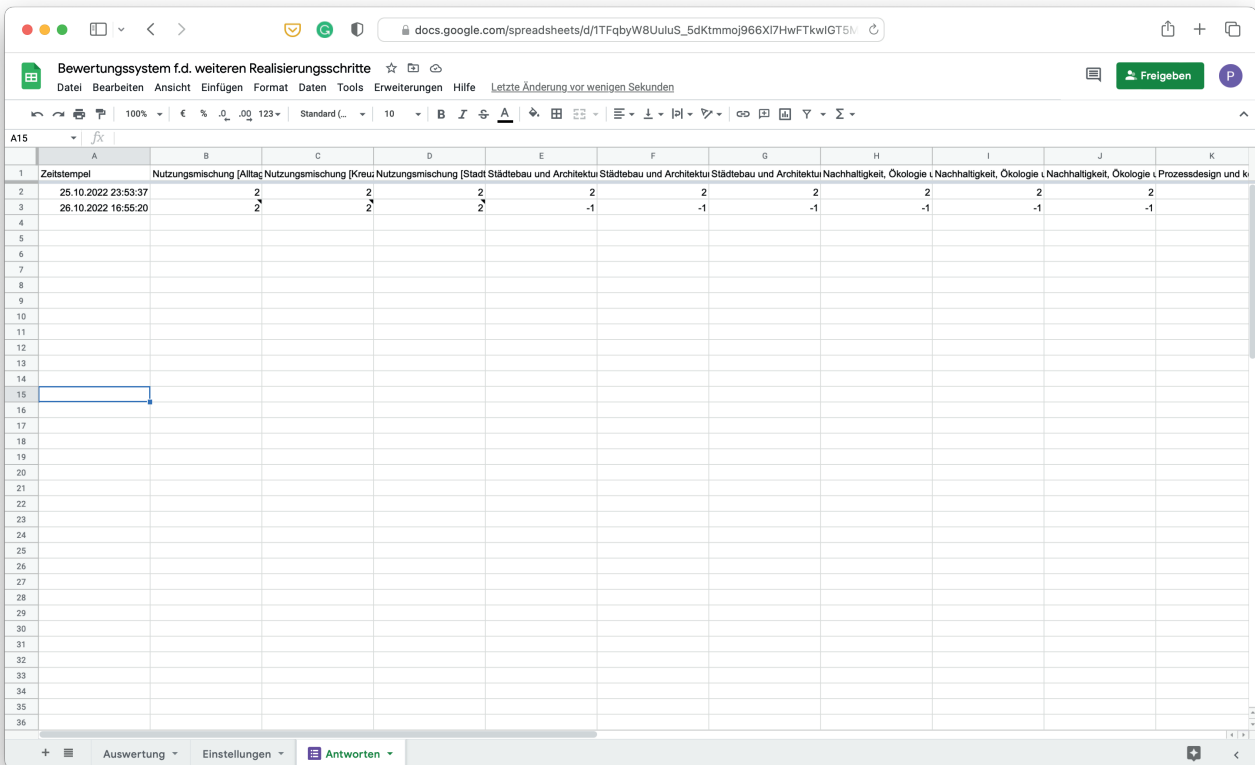 docs.google.com/spreadsheets/d/1TFqbyW8UuluS_5dKtmmoj966Xl7HwFTkwIGT5M
Bewertungssystem f.d. weiteren Realisierungsschritte
Freigeben
P
Datei Bearbeiten Ansicht Einfügen Format Daten Tools Erweiterungen Hilfe Letzte Änderung vor wenigen Sekunden
100% € % .0 .00 123 Standard (... 10 B I S A
A15 fx
A B C D E F G H I J K
1 Zeitstempel Nutzungsmischung [Alltag Nutzungsmischung [Kreuz Nutzungsmischung [Stadt Städtebau und Architektur Städtebau und Architektur Städtebau und Architektur Nachhaltigkeit, Ökologie u Nachhaltigkeit, Ökologie u Nachhaltigkeit, Ökologie u Prozessdesign und k
2 25.10.2022 23:53:37 2 2 2 2 2 2 2 2 2
3 26.10.2022 16:55:20 2 2 2 -1 -1 -1 -1 -1 -1
4
5
6
7
8
9
10
11
12
13
14
15
16
17
18
19
20
21
22
23
24
25
26
27
28
29
30
31
32
33
34
35
36
+ Auswertung Einstellungen Antworten